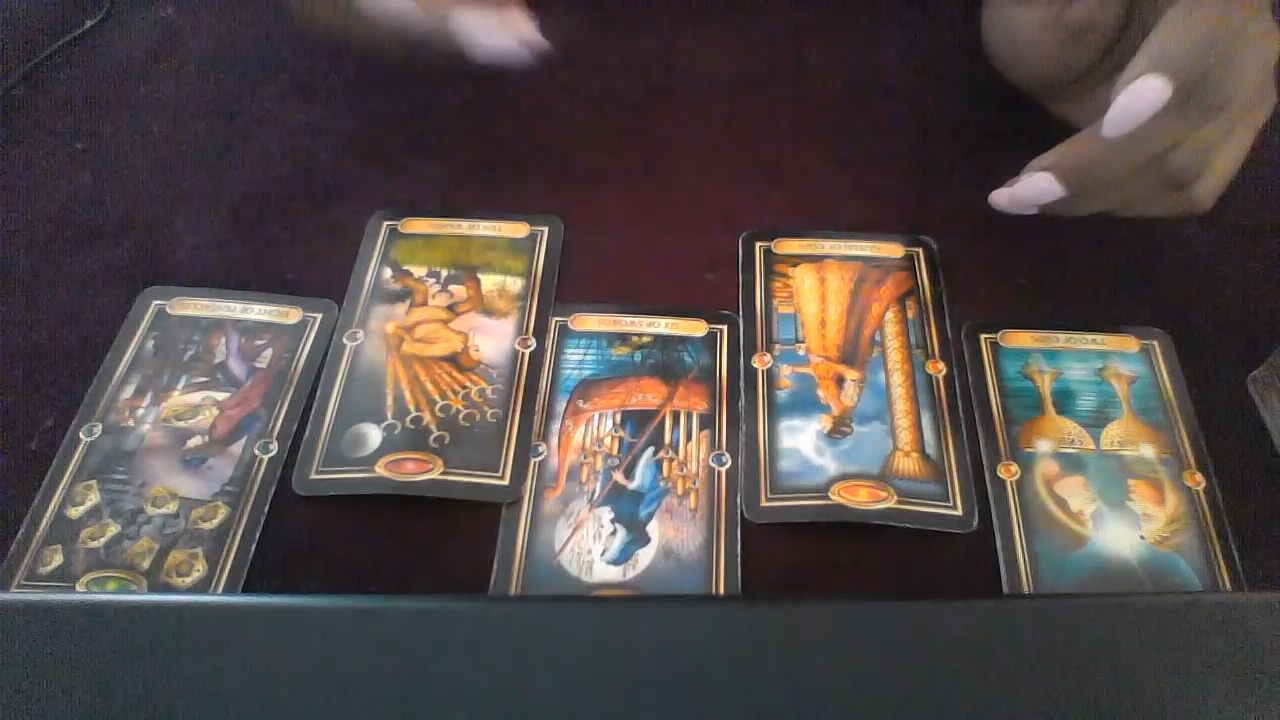 EIGHT OF PENTACLES
TEN OF WANDS
SIX OF SWORDS
QUEEN OF CUPS
TWO OF CUPS